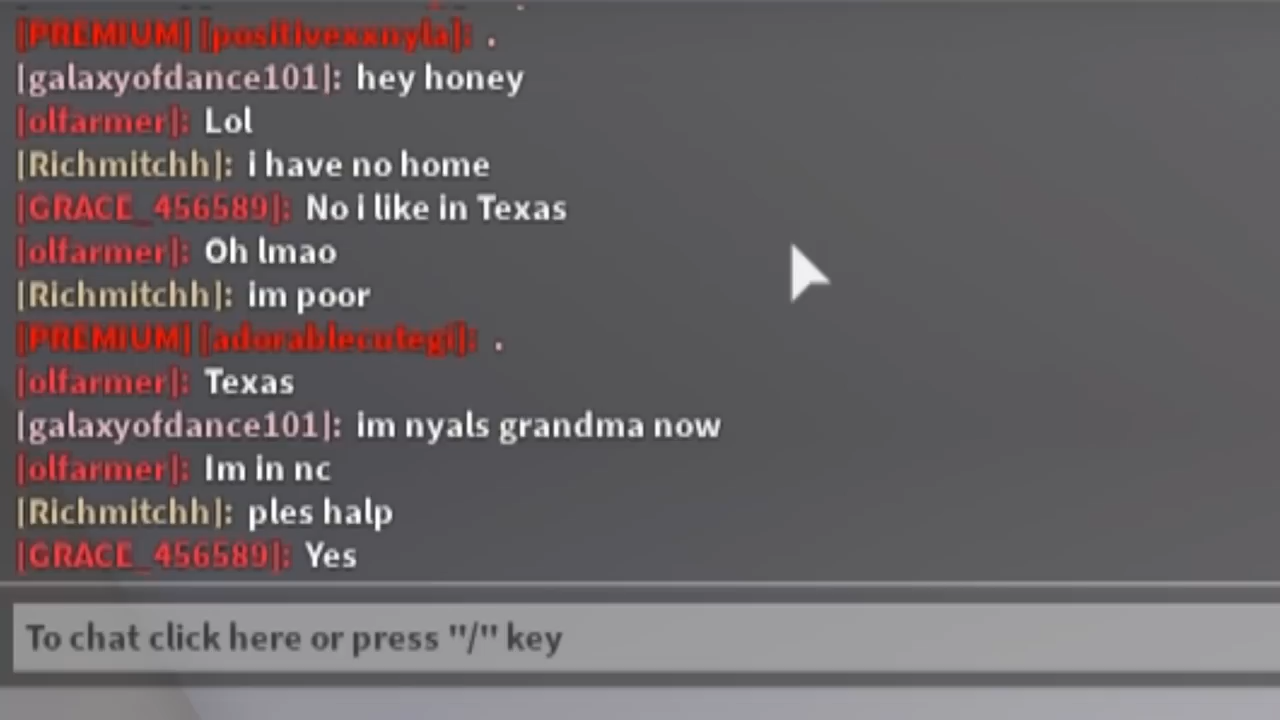 [PREMIUM] [positivexxnyla]: .
[galaxyofdance101]: hey honey
[olfarmer]: Lol
[Richmitchh]: i have no home
[GRACE_456589]: No i like in Texas
[olfarmer]: Oh lmao
[Richmitchh]: im poor
[PREMIUM] [adorablecutegi]: .
[olfarmer]: Texas
[galaxyofdance101]: im nyals grandma now
[olfarmer]: Im in nc
[Richmitchh]: ples halp
[GRACE_456589]: Yes
To chat click here or press "/" key